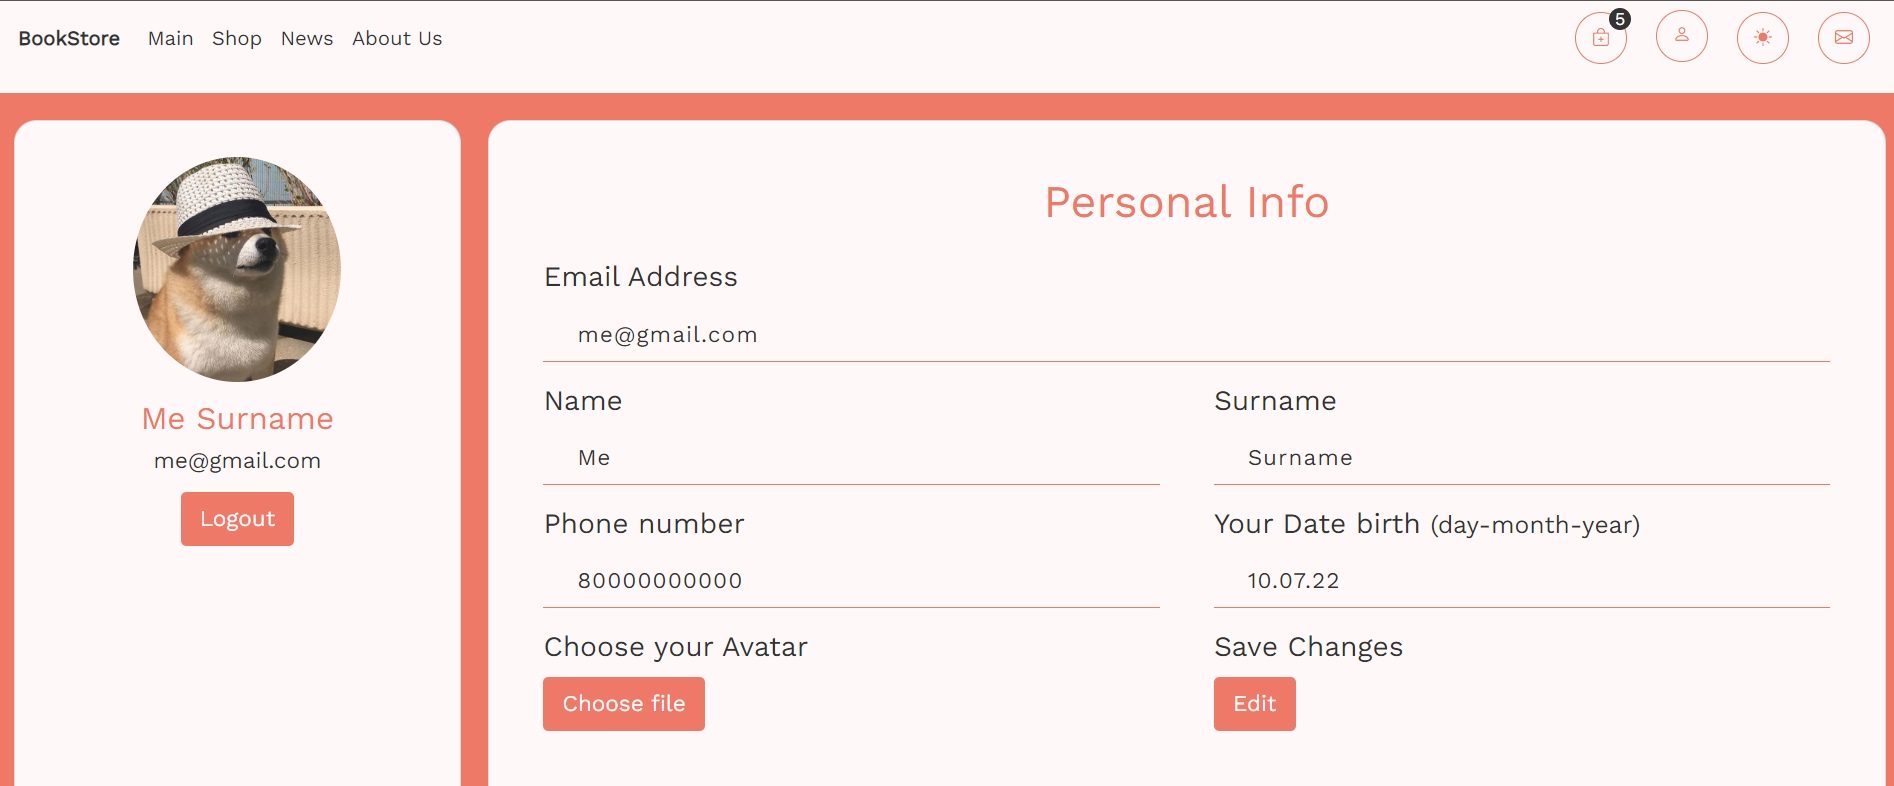 BookStore Main Shop News About Us 5
Me Surname
me@gmail.com
Logout
Personal Info
Email Address
me@gmail.com
Name Surname
Me Surname
Phone number Your Date birth (day-month-year)
80000000000 10.07.22
Choose your Avatar Save Changes
Choose file Edit